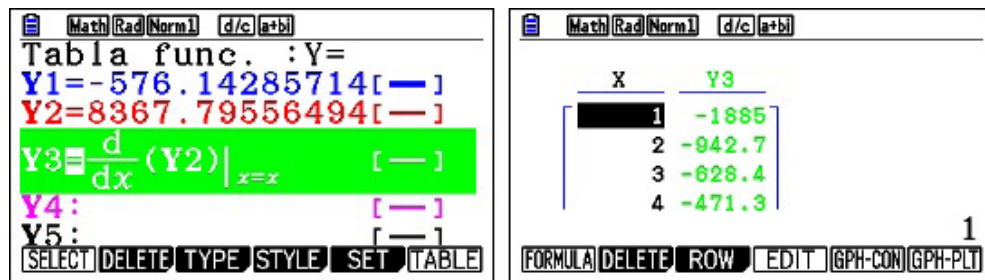 Math Rad Norm1 d/c a+bi
Tabla func. :Y=
Y1=-576.14285714[—]
Y2=8367.79556494[—]
Y3=d/dx(Y2)|x=x [—]
Y4: [—]
Y5: [—]
SELECT DELETE TYPE STYLE SET TABLE
Math Rad Norm1 d/c a+bi
X Y3
1 -1885
2 -942.7
3 -628.4
4 -471.3
1
FORMULA DELETE ROW EDIT GPH-CON GPH-PLT